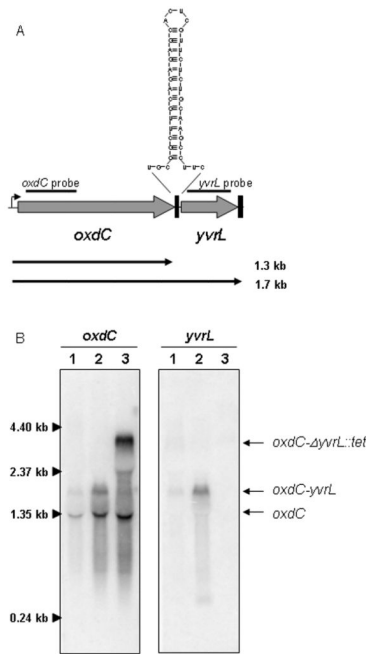 A
oxdC probe
yvrL probe
oxdC yvrL
1.3 kb
1.7 kb
B
oxdC yvrL
1 2 3 1 2 3
4.40 kb
oxdC-ΔyvrL::tet
2.37 kb
oxdC-yvrL
1.35 kb
oxdC
0.24 kb